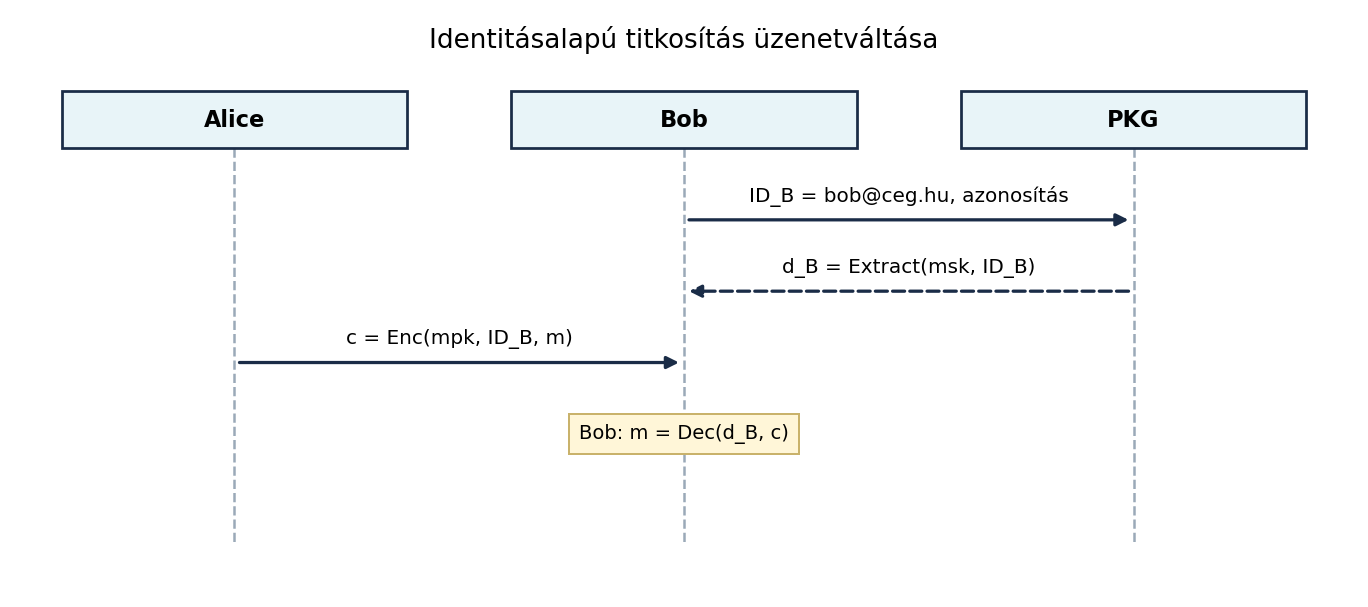 Identitásalapú titkosítás üzenetváltása
Alice
Bob
PKG
ID_B = bob@ceg.hu, azonosítás
d_B = Extract(msk, ID_B)
c = Enc(mpk, ID_B, m)
Bob: m = Dec(d_B, c)